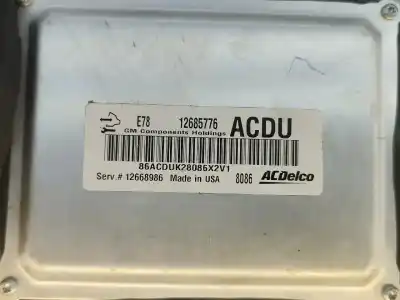 E78 12685776 ACDU
GM Components Holdings
86ACDUK28086X2V1
Serv.# 12668986 Made in USA 8086 ACDelco